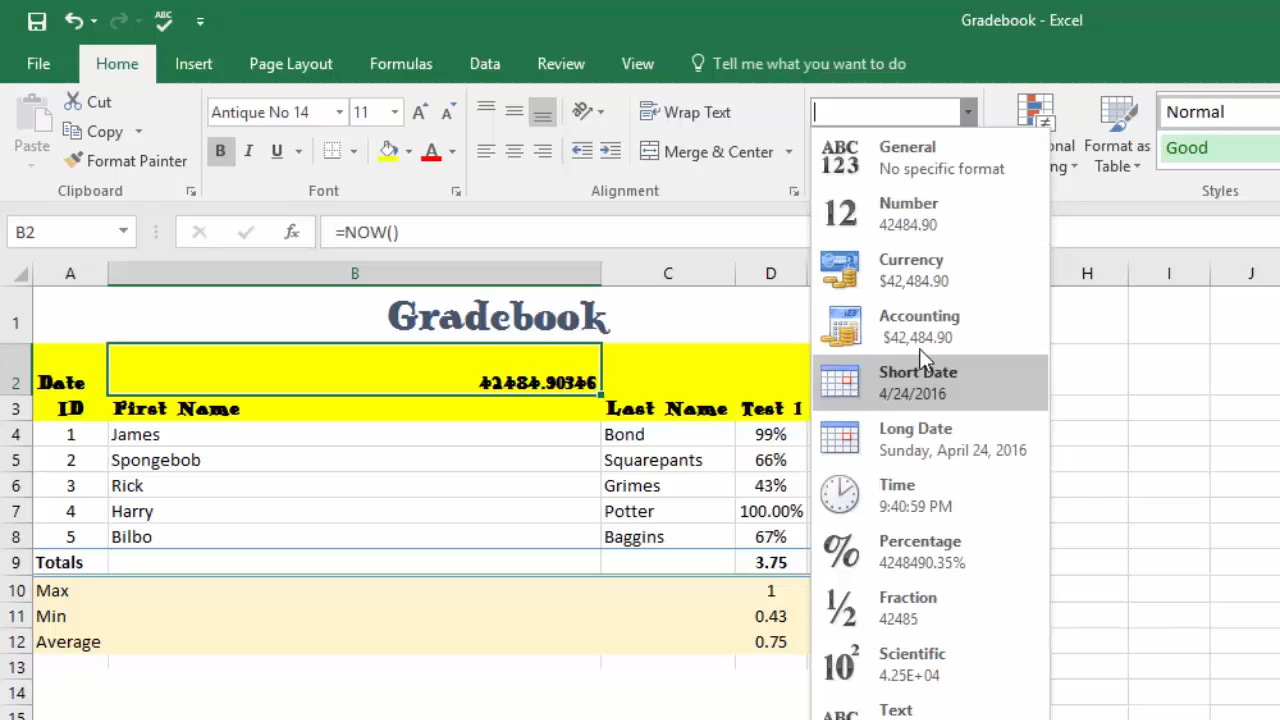 ABC
Gradebook - Excel
File Home Insert Page Layout Formulas Data Review View Tell me what you want to do
Paste
Cut
Copy
Format Painter
Clipboard
Antique No 14 11
B I U A
Font
Wrap Text
Merge & Center
Alignment
Format as
Table
Normal
Good
Styles
B2 fx =NOW()
A B C D H I J
1 Gradebook
2 Date 42484.90346
3 ID First Name Last Name Test 1
4 1 James Bond 99%
5 2 Spongebob Squarepants 66%
6 3 Rick Grimes 43%
7 4 Harry Potter 100.00%
8 5 Bilbo Baggins 67%
9 Totals 3.75
10 Max 1
11 Min 0.43
12 Average 0.75
13
14
15
ABC
123
General
No specific format
12
Number
42484.90
Currency
$42,484.90
Accounting
$42,484.90
Short Date
4/24/2016
Long Date
Sunday, April 24, 2016
Time
9:40:59 PM
%
Percentage
4248490.35%
½
Fraction
42485
10²
Scientific
4.25E+04
ABC
Text